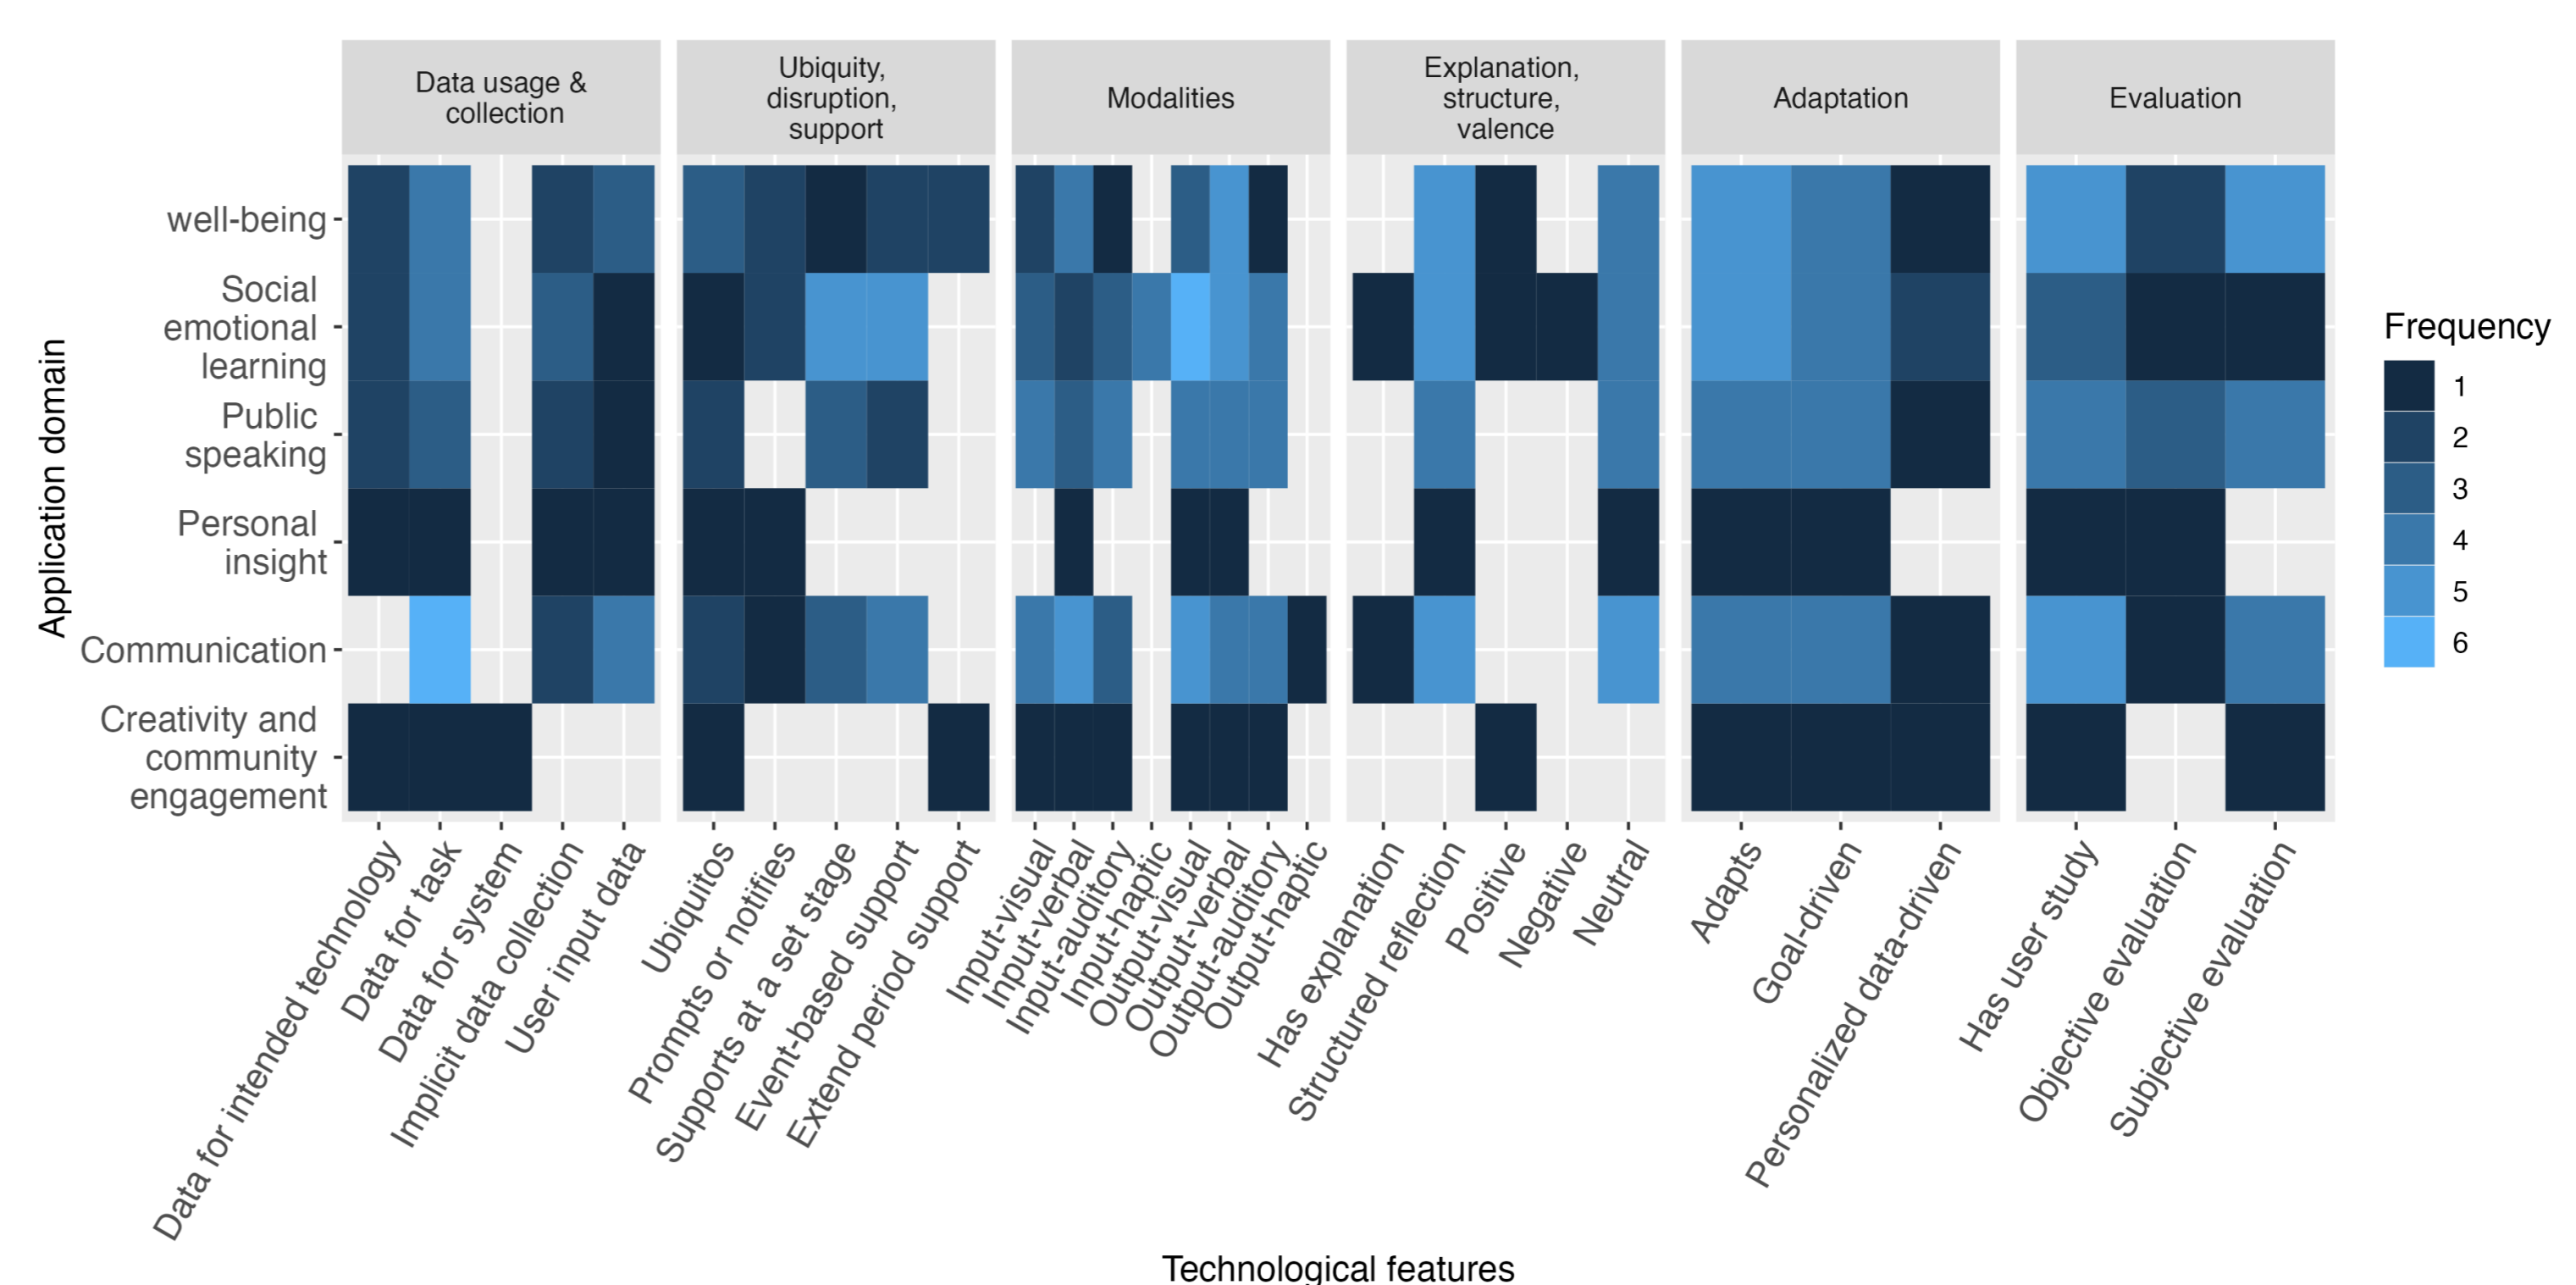 Data usage &
collection
Ubiquity,
disruption,
support
Modalities
Explanation,
structure,
valence
Adaptation
Evaluation
Application domain
well-being
Social
emotional
learning
Public
speaking
Personal
insight
Communication
Creativity and
community
engagement
Frequency
1
2
3
4
5
6
Data for intended technology
Data for task
Data for system
Implicit data collection
User input data
Ubiquitos
Prompts or notifies
Supports at a set stage
Event-based support
Extend period support
Input-visual
Input-verbal
Input-auditory
Input-haptic
Output-visual
Output-verbal
Output-auditory
Output-haptic
Has explanation
Structured reflection
Positive
Negative
Neutral
Adapts
Goal-driven
Personalized data-driven
Has user study
Objective evaluation
Subjective evaluation
Technological features